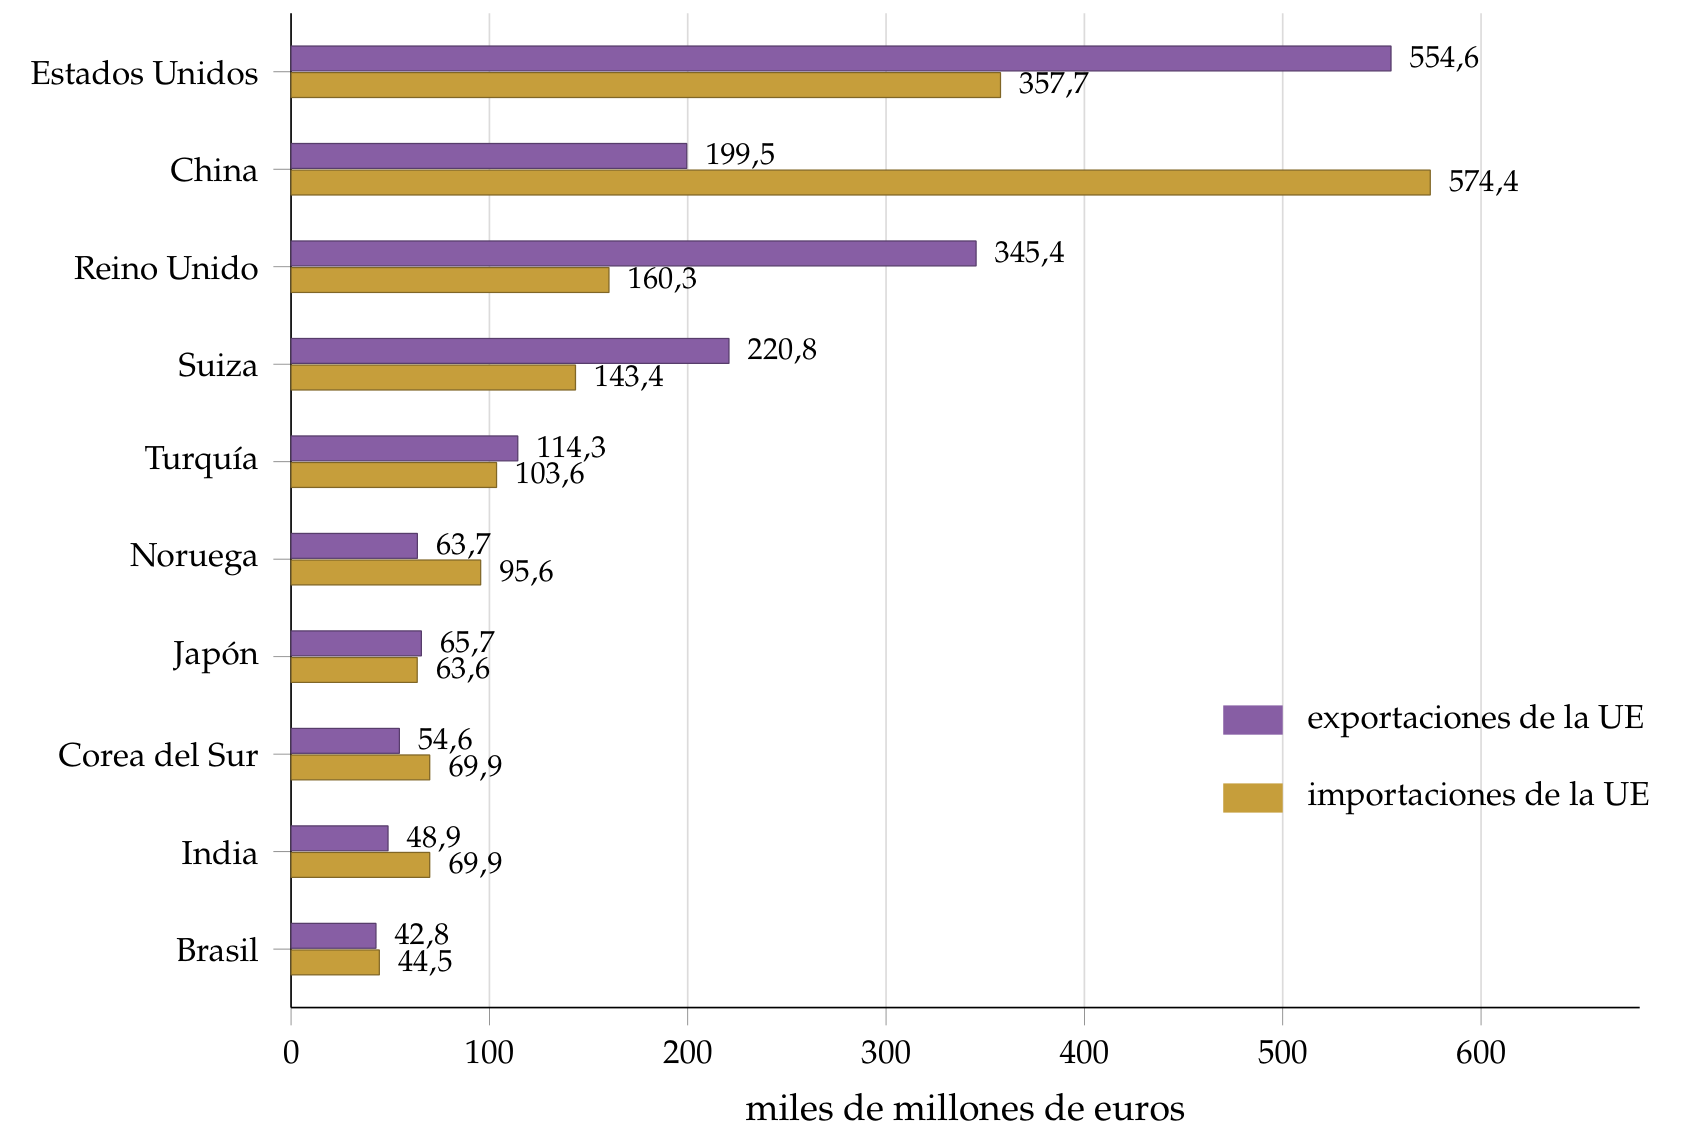 Estados Unidos
554,6
357,7
China
199,5
574,4
Reino Unido
345,4
160,3
Suiza
220,8
143,4
Turquía
114,3
103,6
Noruega
63,7
95,6
Japón
65,7
63,6
Corea del Sur
54,6
69,9
India
48,9
69,9
Brasil
42,8
44,5
exportaciones de la UE
importaciones de la UE
0 100 200 300 400 500 600
miles de millones de euros